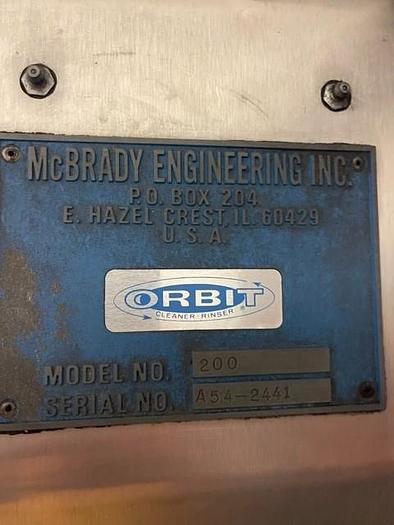 McBRADY ENGINEERING INC.
P.O. BOX 204
E. HAZEL CREST, IL. 60429
U.S.A.
ORBIT
CLEANER-RINSER
MODEL NO. 200
SERIAL NO. A54-2441